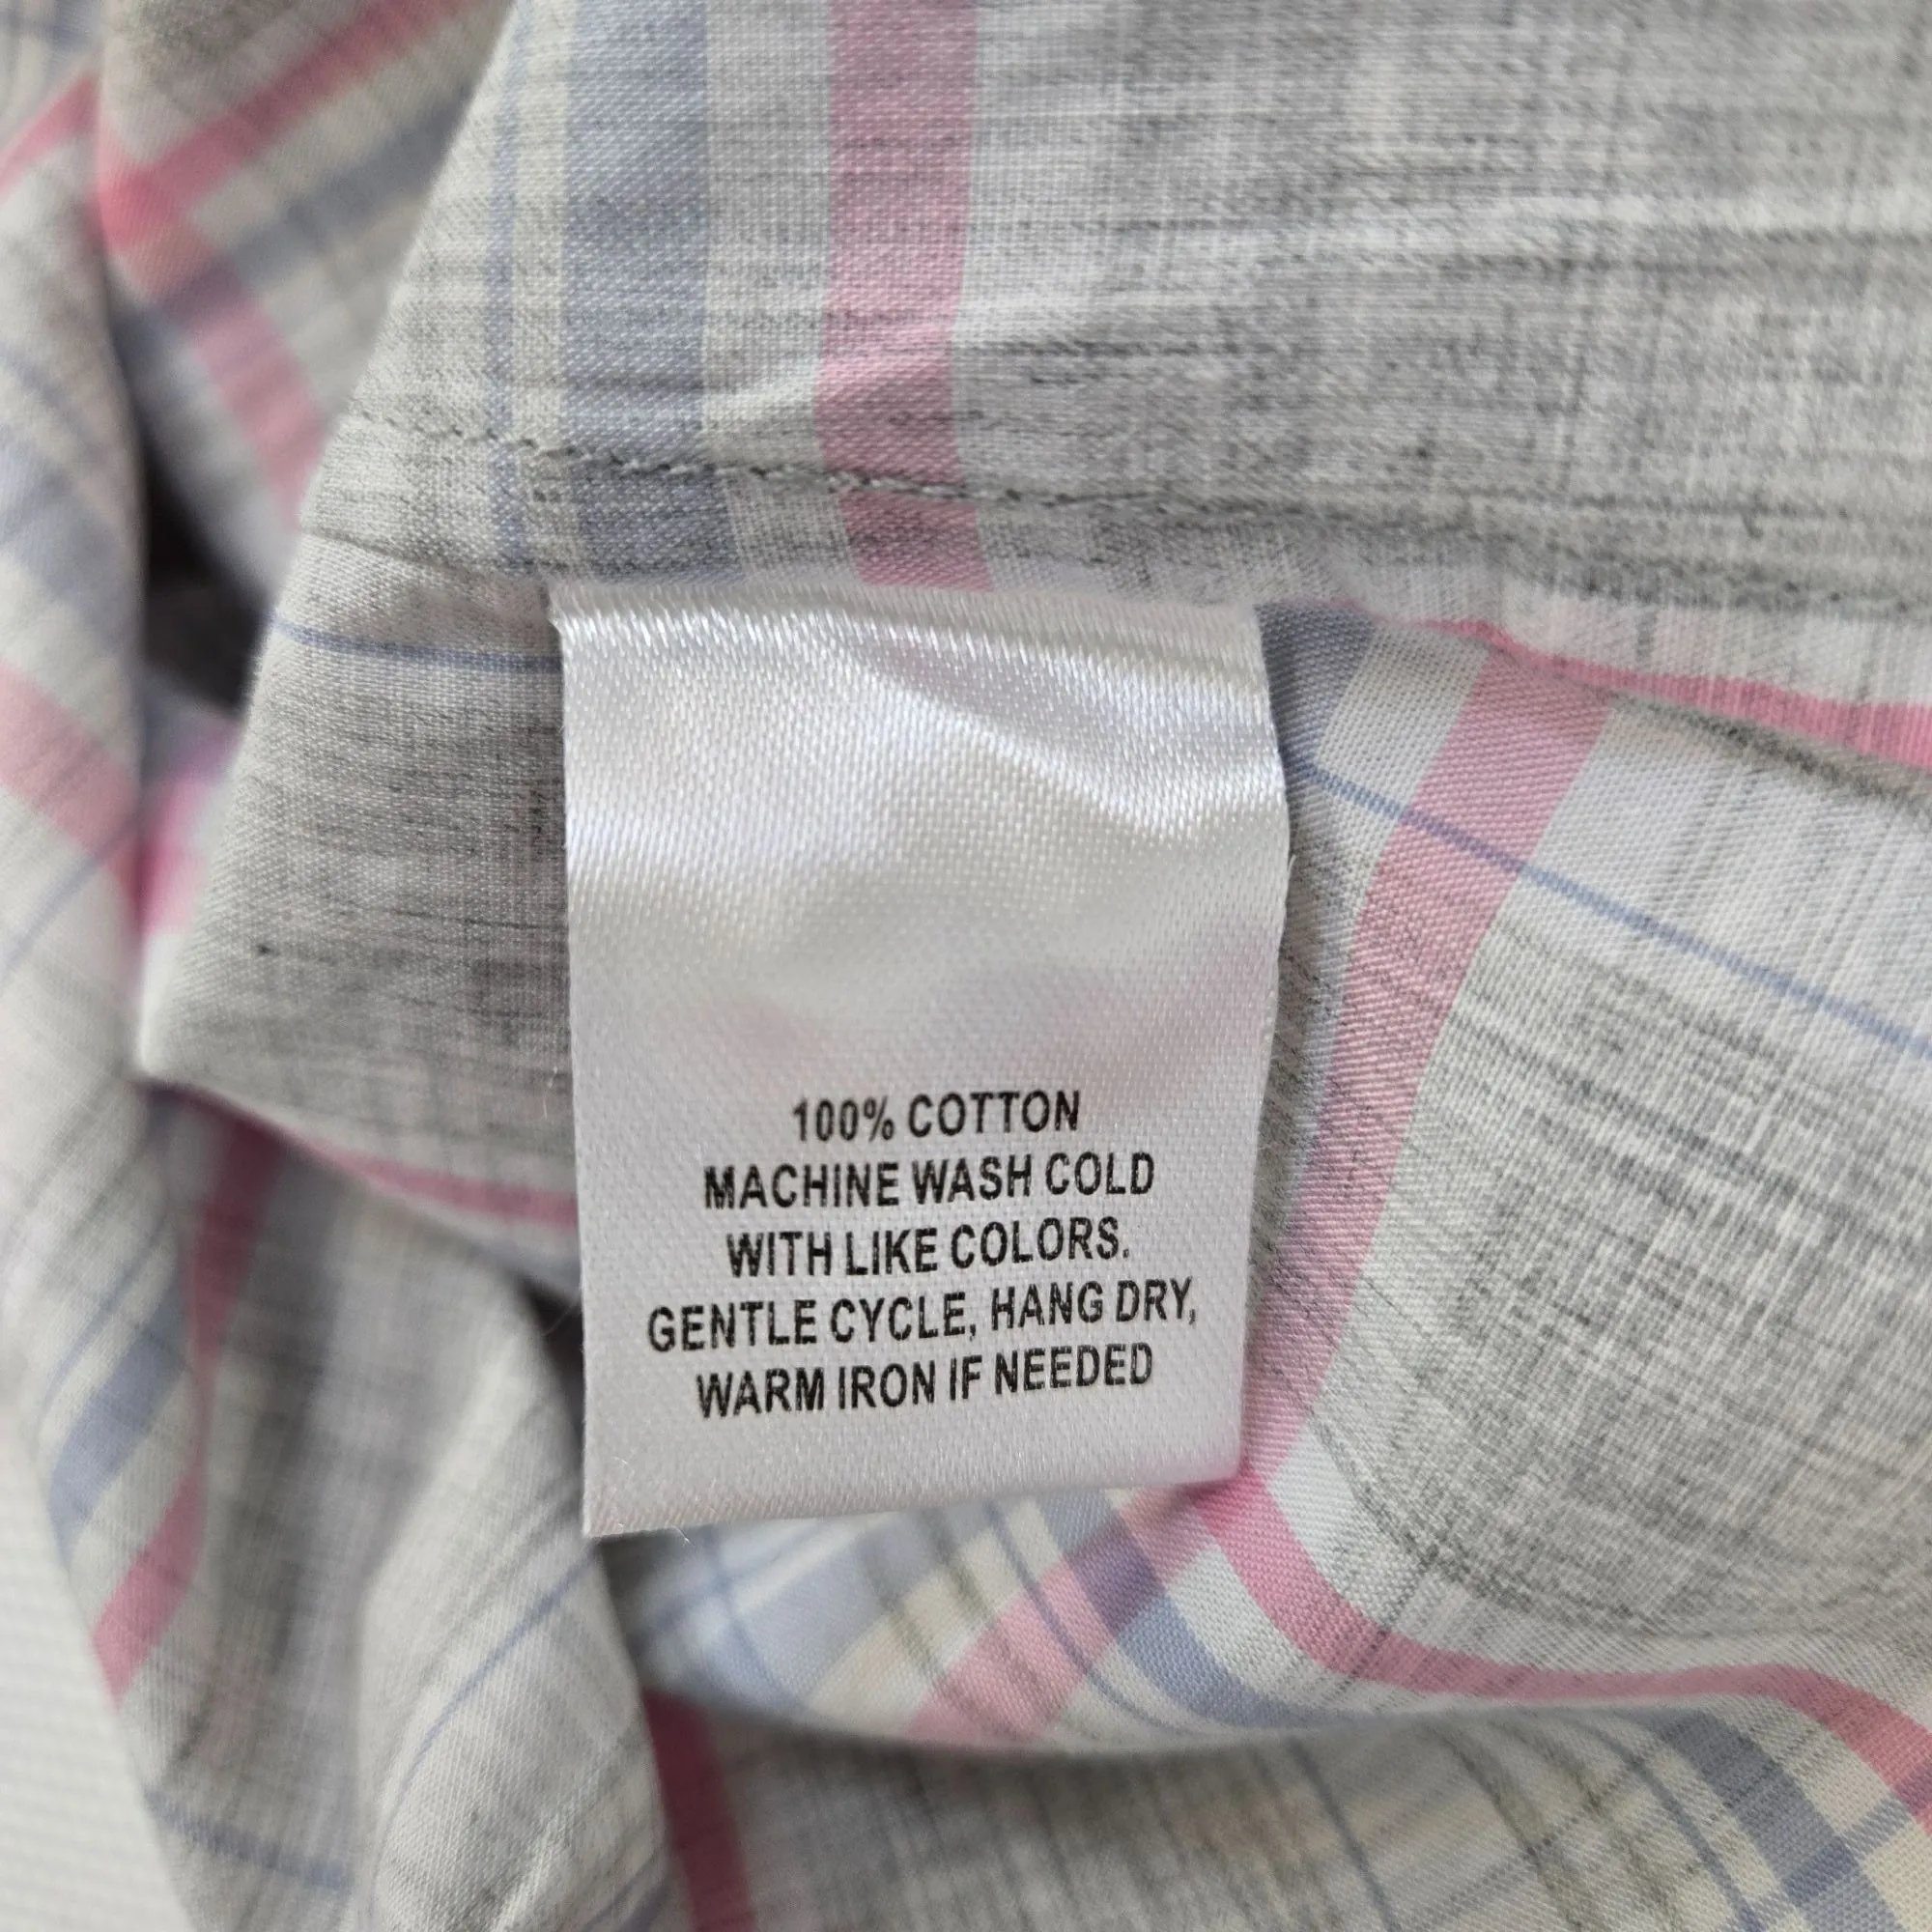 100% COTTON
MACHINE WASH COLD
WITH LIKE COLORS.
GENTLE CYCLE, HANG DRY,
WARM IRON IF NEEDED